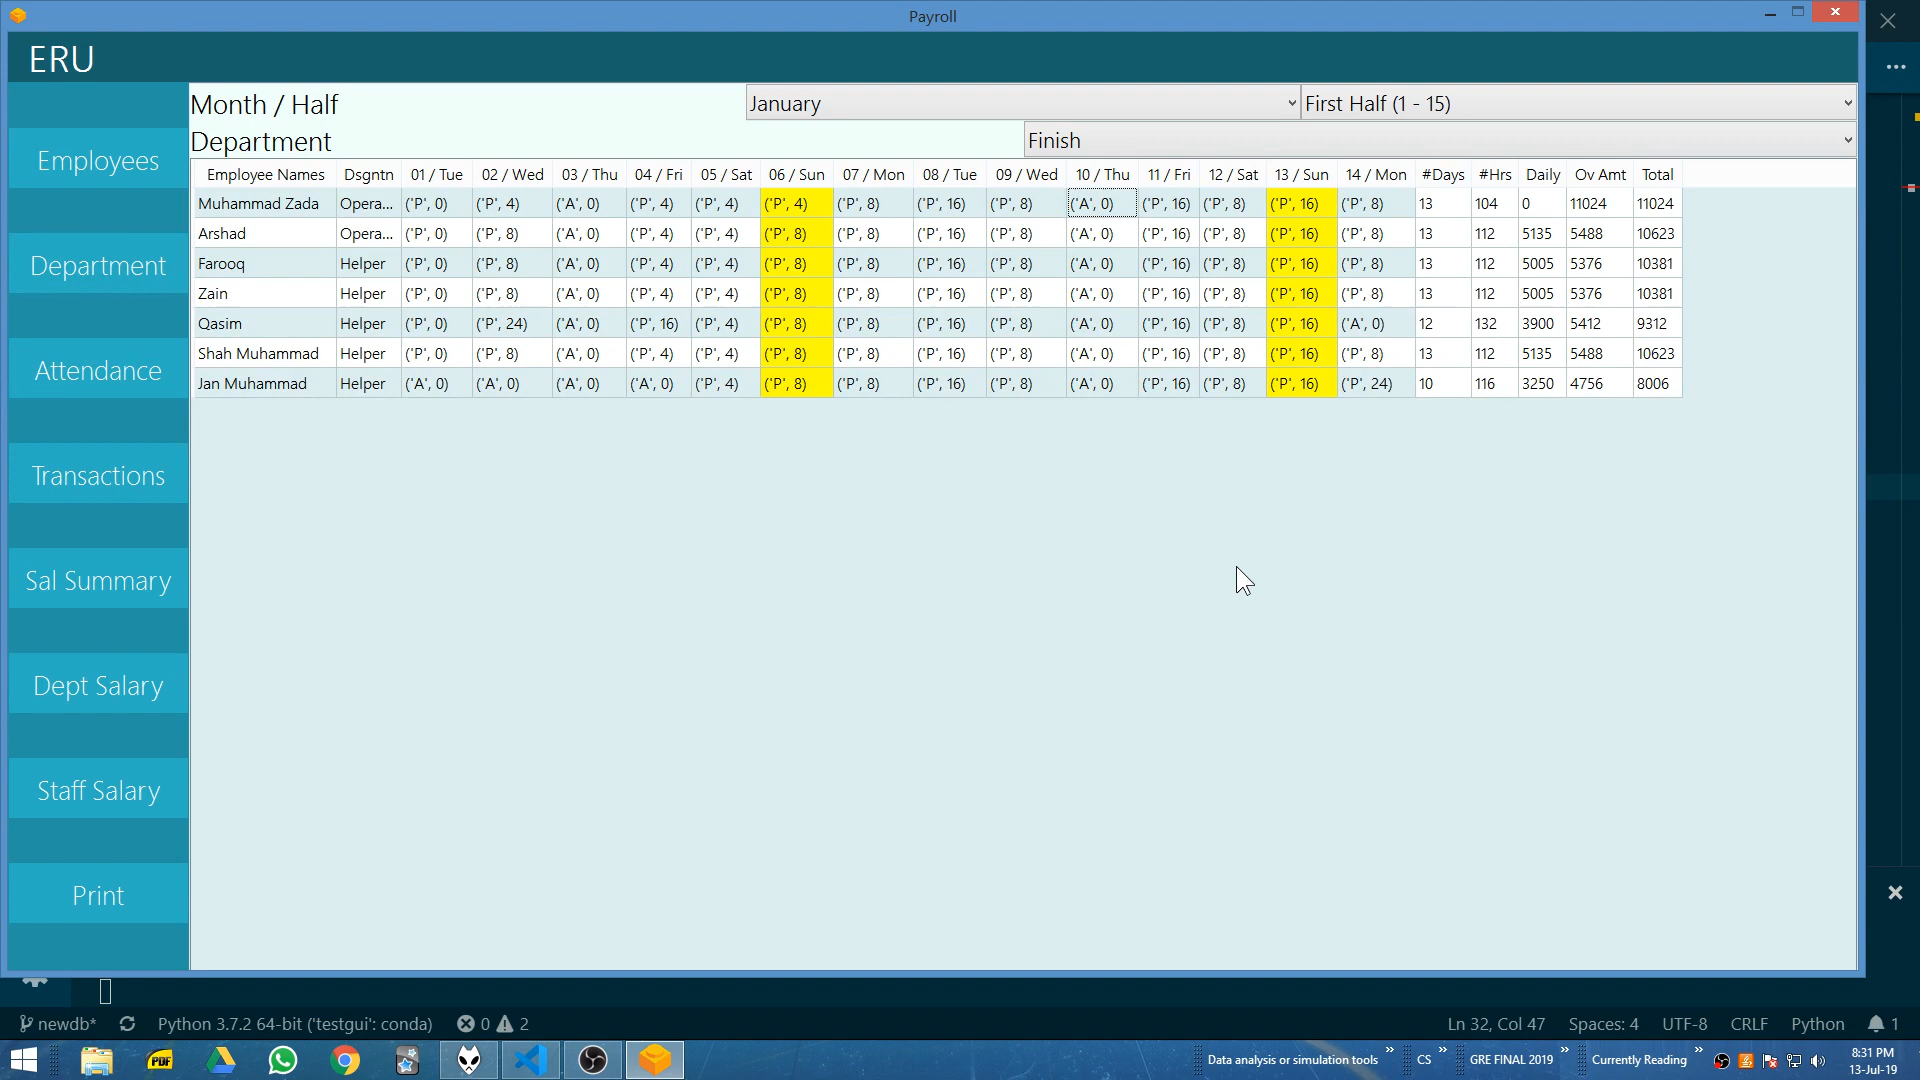 Payroll
ERU
Month / Half January First Half (1 - 15)
Department Finish
Employees
Department
Attendance
Transactions
Sal Summary
Dept Salary
Staff Salary
Print
Employee Names Dsgntn 01 / Tue 02 / Wed 03 / Thu 04 / Fri 05 / Sat 06 / Sun 07 / Mon 08 / Tue 09 / Wed 10 / Thu 11 / Fri 12 / Sat 13 / Sun 14 / Mon #Days #Hrs Daily Ov Amt Total
Muhammad Zada Opera... ('P', 0) ('P', 4) ('A', 0) ('P', 4) ('P', 4) ('P', 4) ('P', 8) ('P', 16) ('P', 8) ('A', 0) ('P', 16) ('P', 8) ('P', 16) ('P', 8) 13 104 0 11024 11024
Arshad Opera... ('P', 0) ('P', 8) ('A', 0) ('P', 4) ('P', 4) ('P', 8) ('P', 8) ('P', 16) ('P', 8) ('A', 0) ('P', 16) ('P', 8) ('P', 16) ('P', 8) 13 112 5135 5488 10623
Farooq Helper ('P', 0) ('P', 8) ('A', 0) ('P', 4) ('P', 4) ('P', 8) ('P', 8) ('P', 16) ('P', 8) ('A', 0) ('P', 16) ('P', 8) ('P', 16) ('P', 8) 13 112 5005 5376 10381
Zain Helper ('P', 0) ('P', 8) ('A', 0) ('P', 4) ('P', 4) ('P', 8) ('P', 8) ('P', 16) ('P', 8) ('A', 0) ('P', 16) ('P', 8) ('P', 16) ('P', 8) 13 112 5005 5376 10381
Qasim Helper ('P', 0) ('P', 24) ('A', 0) ('P', 16) ('P', 4) ('P', 8) ('P', 8) ('P', 16) ('P', 8) ('A', 0) ('P', 16) ('P', 8) ('P', 16) ('A', 0) 12 132 3900 5412 9312
Shah Muhammad Helper ('P', 0) ('P', 8) ('A', 0) ('P', 4) ('P', 4) ('P', 8) ('P', 8) ('P', 16) ('P', 8) ('A', 0) ('P', 16) ('P', 8) ('P', 16) ('P', 8) 13 112 5135 5488 10623
Jan Muhammad Helper ('A', 0) ('A', 0) ('A', 0) ('A', 0) ('P', 4) ('P', 8) ('P', 8) ('P', 16) ('P', 8) ('A', 0) ('P', 16) ('P', 8) ('P', 16) ('P', 24) 10 116 3250 4756 8006
newdb* Python 3.7.2 64-bit ('testgui': conda) 0 2 Ln 32, Col 47 Spaces: 4 UTF-8 CRLF Python 1
PDF Data analysis or simulation tools » CS » GRE FINAL 2019 » Currently Reading » 8:31 PM
13-Jul-19